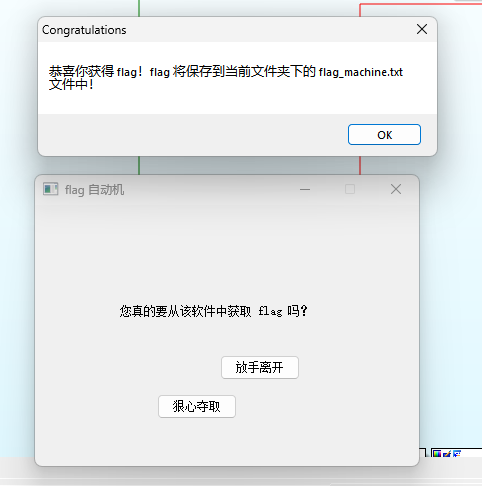 Congratulations
恭喜你获得 flag！flag 将保存到当前文件夹下的 flag_machine.txt
文件中！
OK
flag 自动机
您真的要从该软件中获取 flag 吗？
放手离开
狠心夺取